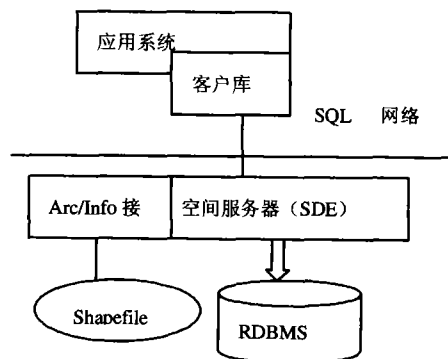 应用系统
客户库
SQL 网络
Arc/Info 接
空间服务器（SDE）
Shapefile
RDBMS